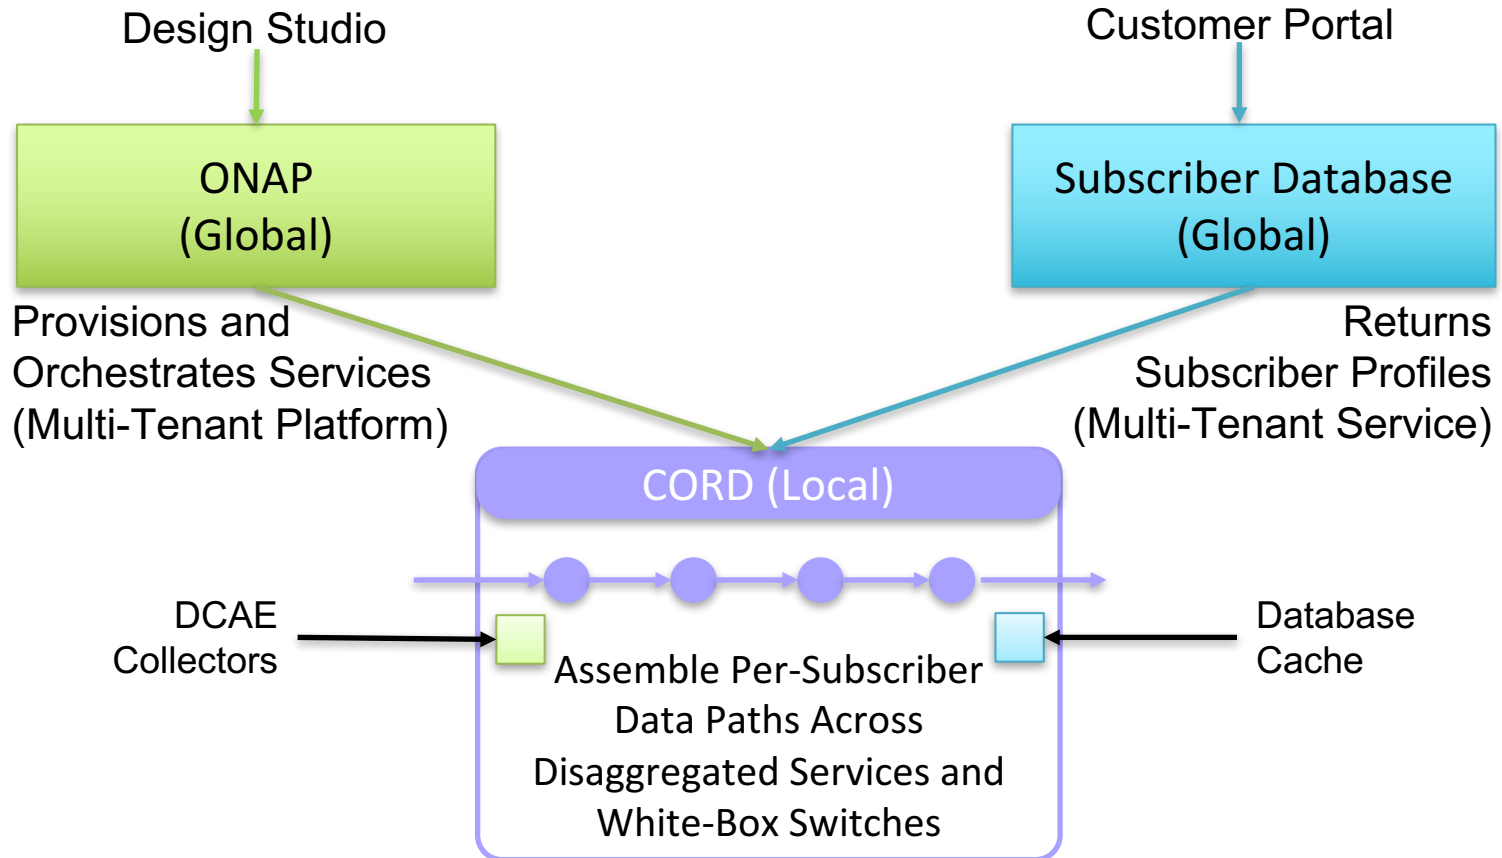 Design Studio
Customer Portal
ONAP
(Global)
Subscriber Database
(Global)
Provisions and
Orchestrates Services
(Multi-Tenant Platform)
Returns
Subscriber Profiles
(Multi-Tenant Service)
CORD (Local)
DCAE
Collectors
Database
Cache
Assemble Per-Subscriber
Data Paths Across
Disaggregated Services and
White-Box Switches